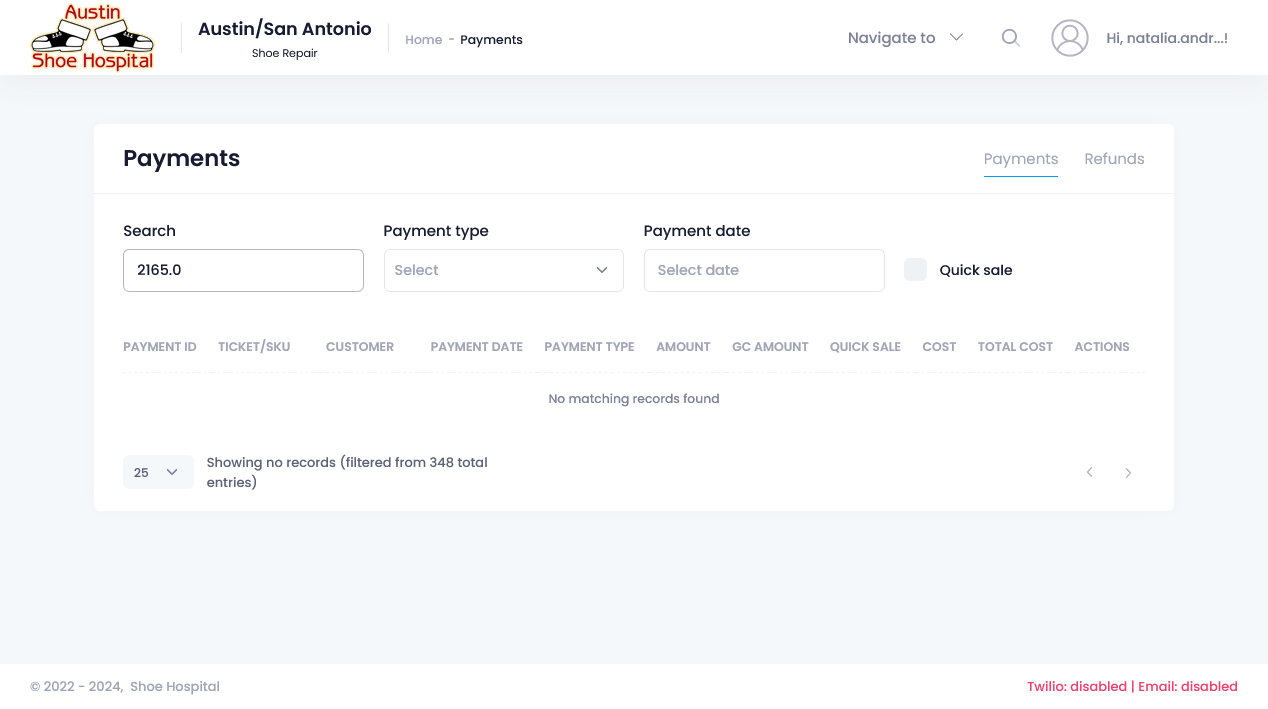 Austin
Shoe Hospital
Austin/San Antonio
Shoe Repair
Home - Payments
Navigate to
Hi, natalia.andr...!
Payments
Payments
Refunds
Search
Payment type
Payment date
2165.0
Select
Select date
Quick sale
PAYMENT ID TICKET/SKU CUSTOMER PAYMENT DATE PAYMENT TYPE AMOUNT GC AMOUNT QUICK SALE COST TOTAL COST ACTIONS
No matching records found
25
Showing no records (filtered from 348 total
entries)
© 2022 - 2024, Shoe Hospital
Twilio: disabled | Email: disabled